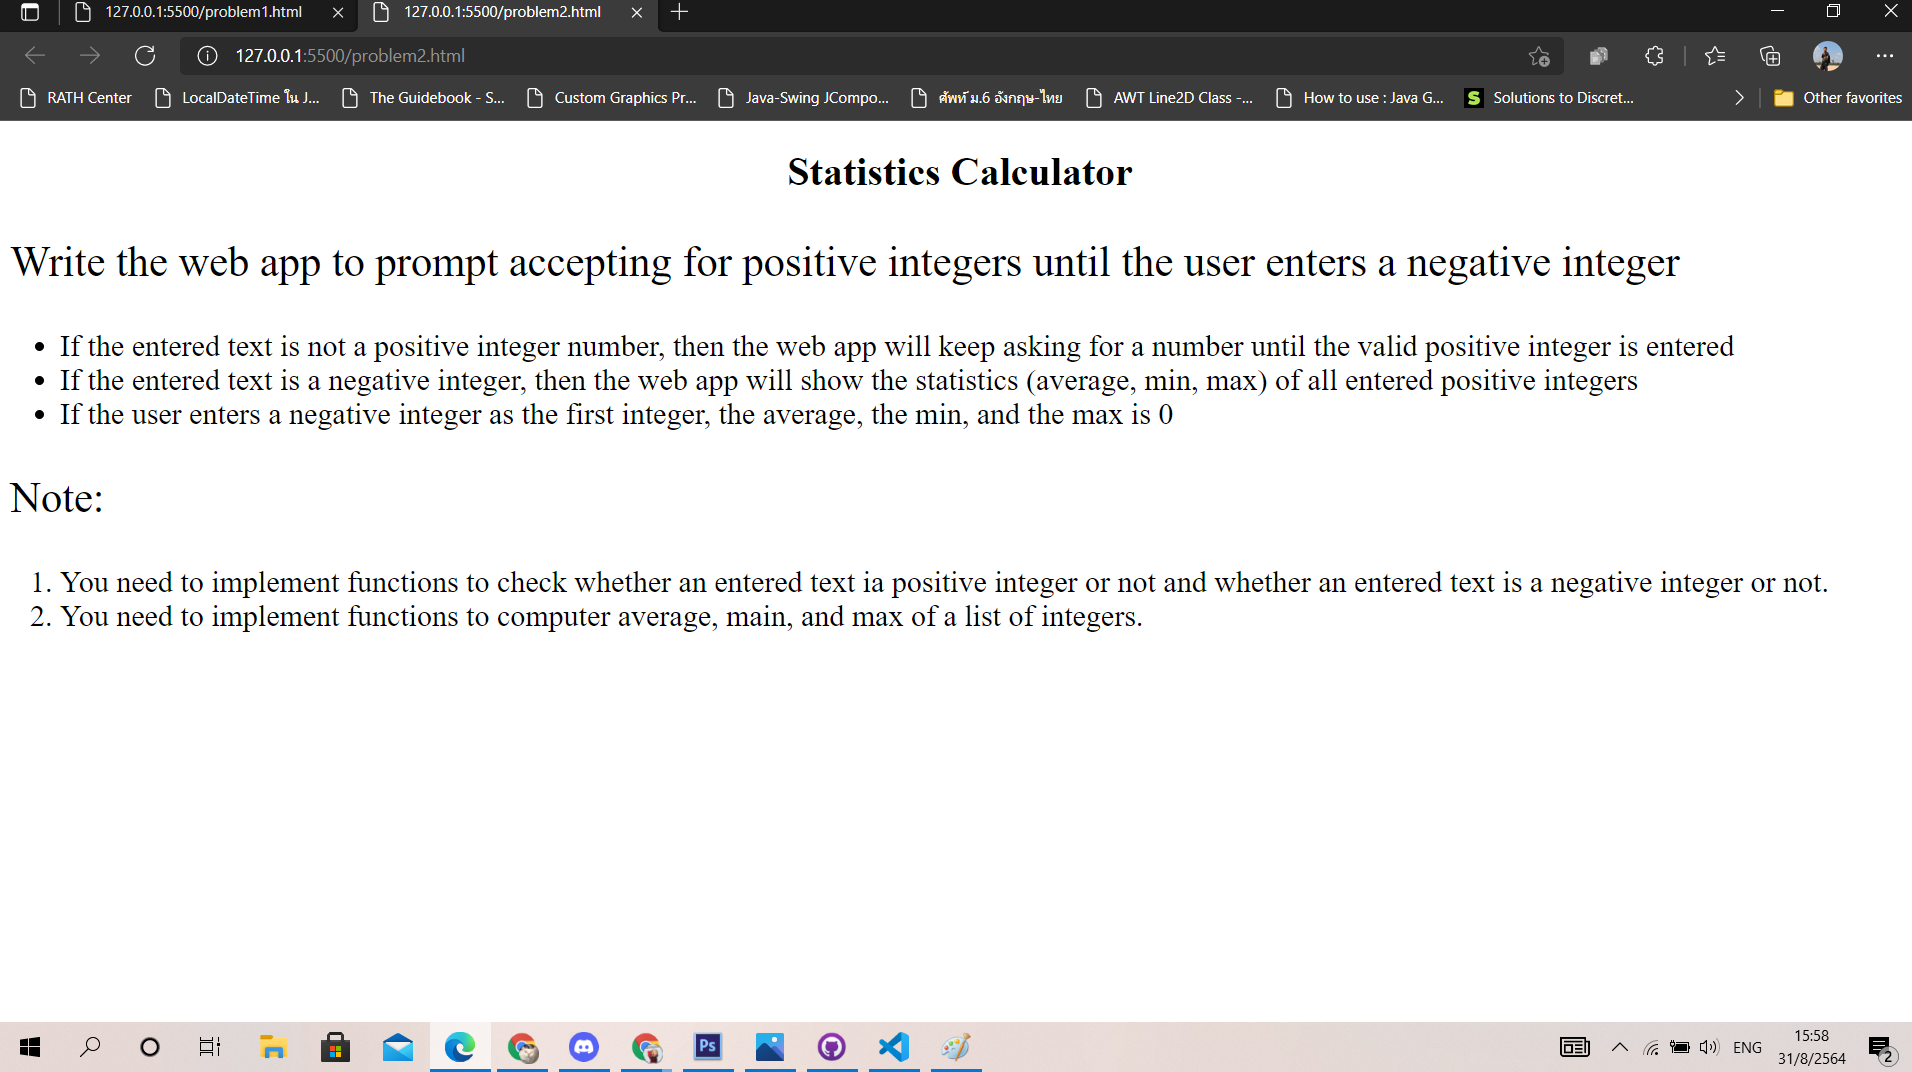 127.0.0.1:5500/problem1.html
127.0.0.1:5500/problem2.html
127.0.0.1:5500/problem2.html
RATH Center
LocalDateTime ใน J...
The Guidebook - S...
Custom Graphics Pr...
Java-Swing JCompo...
ศัพท์ ม.6 อังกฤษ-ไทย
AWT Line2D Class -...
How to use : Java G...
S
Solutions to Discret...
Other favorites
Statistics Calculator
Write the web app to prompt accepting for positive integers until the user enters a negative integer
• If the entered text is not a positive integer number, then the web app will keep asking for a number until the valid positive integer is entered
• If the entered text is a negative integer, then the web app will show the statistics (average, min, max) of all entered positive integers
• If the user enters a negative integer as the first integer, the average, the min, and the max is 0
Note:
1. You need to implement functions to check whether an entered text ia positive integer or not and whether an entered text is a negative integer or not.
2. You need to implement functions to computer average, main, and max of a list of integers.
Ps
ENG
15:58
31/8/2564
2